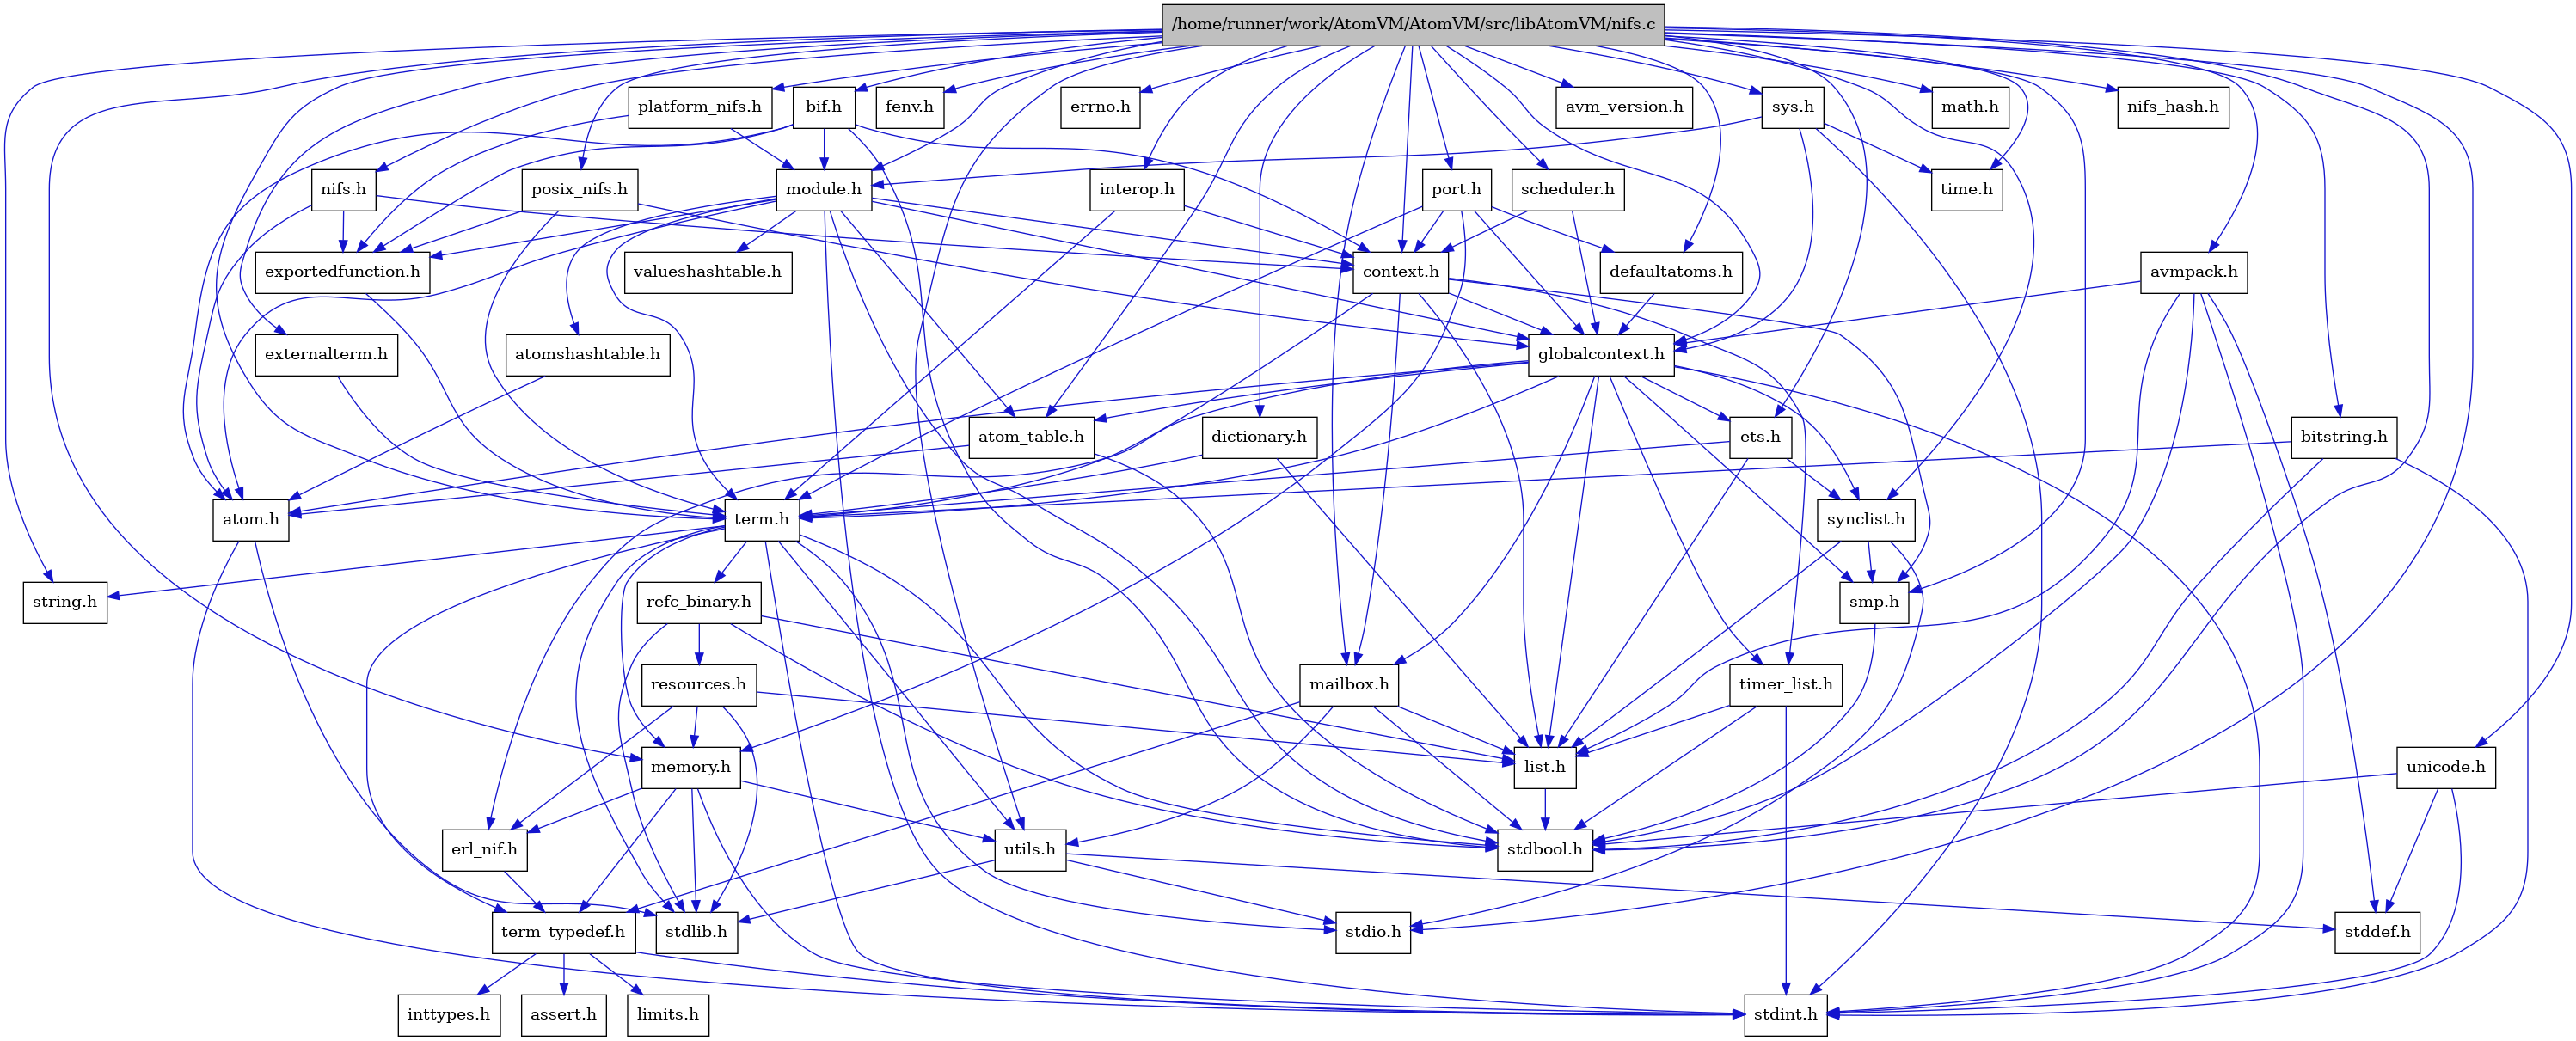 /home/runner/work/AtomVM/AtomVM/src/libAtomVM/nifs.c
platform_nifs.h
bif.h
fenv.h
errno.h
avm_version.h
sys.h
math.h
nifs_hash.h
nifs.h
posix_nifs.h
module.h
interop.h
port.h
scheduler.h
time.h
exportedfunction.h
valueshashtable.h
context.h
defaultatoms.h
avmpack.h
externalterm.h
atomshashtable.h
globalcontext.h
atom_table.h
dictionary.h
ets.h
bitstring.h
atom.h
term.h
synclist.h
string.h
refc_binary.h
smp.h
resources.h
mailbox.h
timer_list.h
memory.h
list.h
unicode.h
erl_nif.h
utils.h
stdbool.h
term_typedef.h
stdlib.h
stdio.h
stddef.h
inttypes.h
assert.h
limits.h
stdint.h